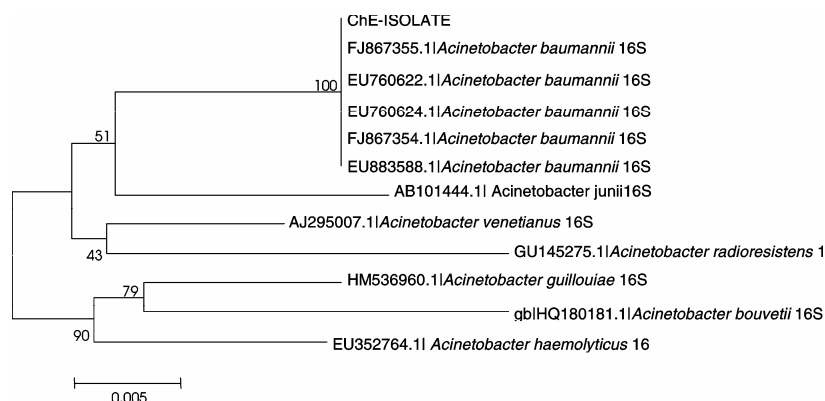 ChE-ISOLATE
FJ867355.1|Acinetobacter baumannii 16S
100
EU760622.1|Acinetobacter baumannii 16S
EU760624.1|Acinetobacter baumannii 16S
51
FJ867354.1|Acinetobacter baumannii 16S
EU883588.1|Acinetobacter baumannii 16S
AB101444.1| Acinetobacter junii16S
AJ295007.1|Acinetobacter venetianus 16S
43
GU145275.1|Acinetobacter radioresistens 1
HM536960.1|Acinetobacter guillouiae 16S
79
gb|HQ180181.1|Acinetobacter bouvetii 16S
90
EU352764.1| Acinetobacter haemolyticus 16
0.005